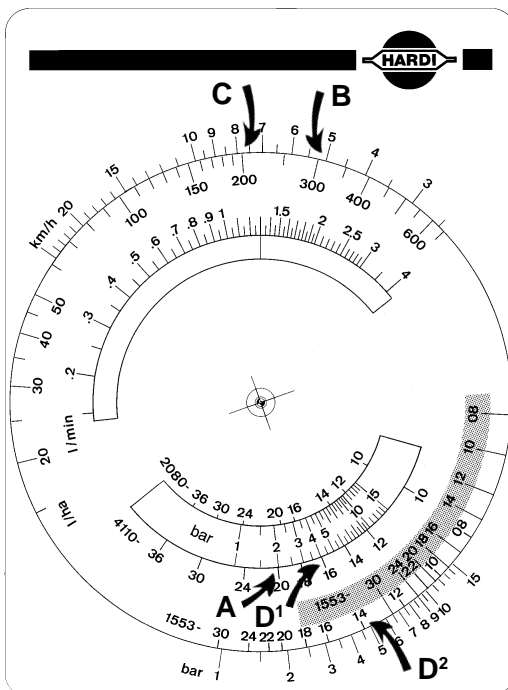 HARDI
C B
10 9 8 7 6 5 4 3
15
20
km/h
100 150 200 300 400 600
.2 .3 .4 .5 .6 .7 .8 .9 1 1.5 2 2.5 3 4
50
40
30
20
l/min
l/ha
2080- 36 30 24 20 16 14 12 10
bar 1 2 3 4 5 10 15
4110- 36 30 24 20 18 16 14 12 10
A D1
1553- 30 24 22 20 18 16 14 12 10 08
1553- 30 24 22 20 18 16 14 12 10 08
bar 1 2 3 4 5 6 7 8 9 10 15
D2